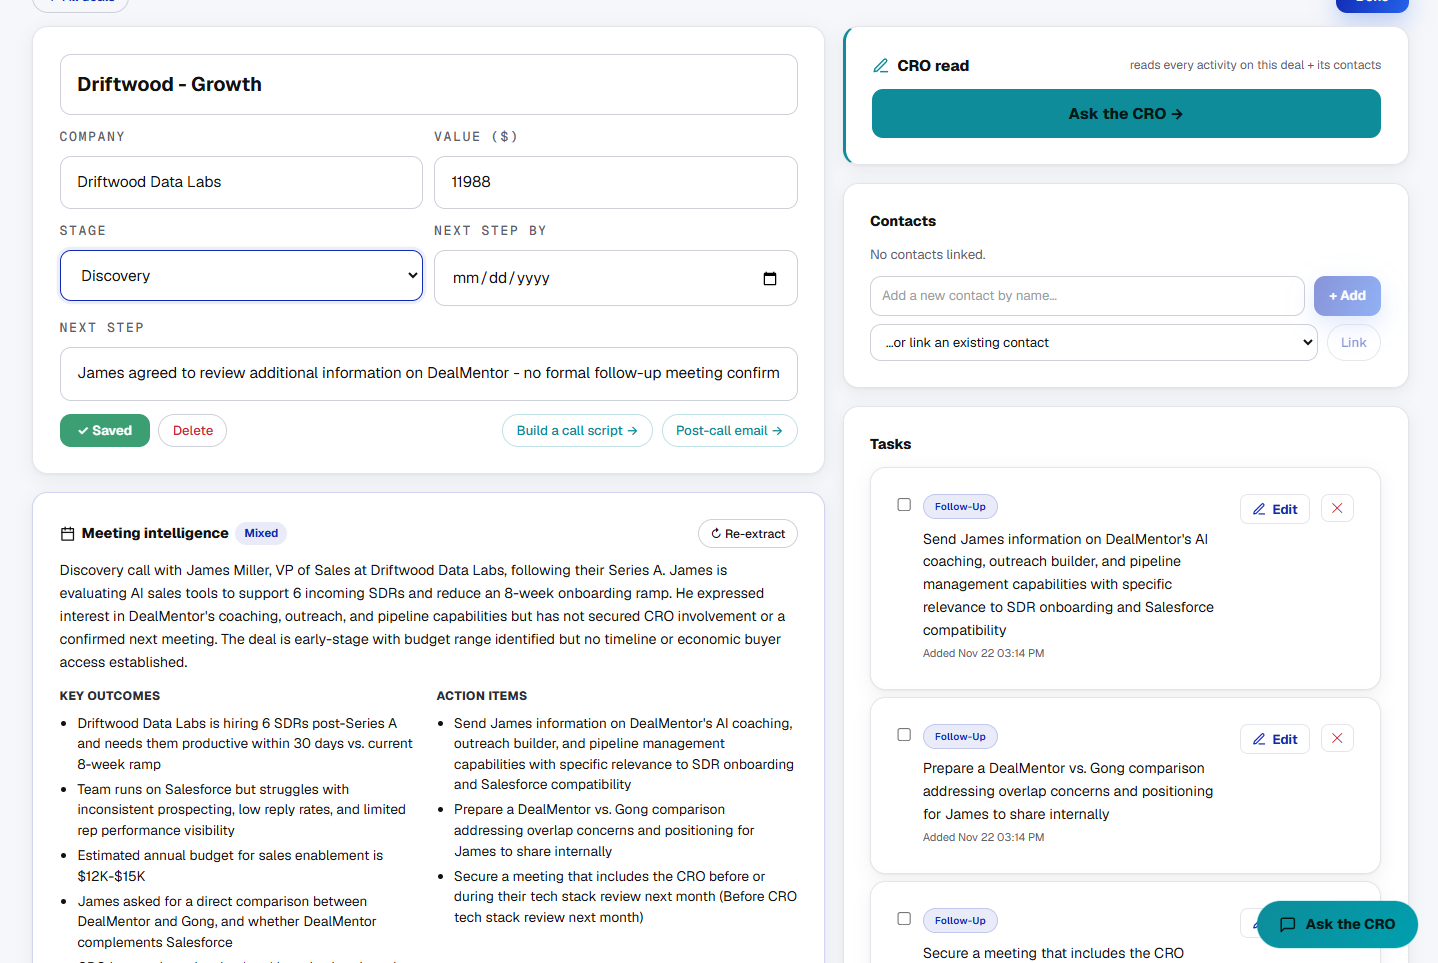 Driftwood - Growth
COMPANY
VALUE ($)
Driftwood Data Labs
11988
STAGE
NEXT STEP BY
Discovery
mm/dd/yyyy
NEXT STEP
James agreed to review additional information on DealMentor - no formal follow-up meeting confirm
✓ Saved
Delete
Build a call script →
Post-call email →
Meeting intelligence
Mixed
Re-extract
Discovery call with James Miller, VP of Sales at Driftwood Data Labs, following their Series A. James is
evaluating AI sales tools to support 6 incoming SDRs and reduce an 8-week onboarding ramp. He expressed
interest in DealMentor's coaching, outreach, and pipeline capabilities but has not secured CRO involvement or a
confirmed next meeting. The deal is early-stage with budget range identified but no timeline or economic buyer
access established.
KEY OUTCOMES
Driftwood Data Labs is hiring 6 SDRs post-Series A
and needs them productive within 30 days vs. current
8-week ramp
Team runs on Salesforce but struggles with
inconsistent prospecting, low reply rates, and limited
rep performance visibility
Estimated annual budget for sales enablement is
$12K-$15K
James asked for a direct comparison between
DealMentor and Gong, and whether DealMentor
complements Salesforce
ACTION ITEMS
Send James information on DealMentor's AI coaching,
outreach builder, and pipeline management
capabilities with specific relevance to SDR onboarding
and Salesforce compatibility
Prepare a DealMentor vs. Gong comparison
addressing overlap concerns and positioning for
James to share internally
Secure a meeting that includes the CRO before or
during their tech stack review next month (Before CRO
tech stack review next month)
CRO read
reads every activity on this deal + its contacts
Ask the CRO →
Contacts
No contacts linked.
Add a new contact by name...
+ Add
...or link an existing contact
Link
Tasks
Follow-Up
Edit
Send James information on DealMentor's AI
coaching, outreach builder, and pipeline
management capabilities with specific
relevance to SDR onboarding and Salesforce
compatibility
Added Nov 22 03:14 PM
Follow-Up
Edit
Prepare a DealMentor vs. Gong comparison
addressing overlap concerns and positioning
for James to share internally
Added Nov 22 03:14 PM
Follow-Up
Secure a meeting that includes the CRO
Ask the CRO